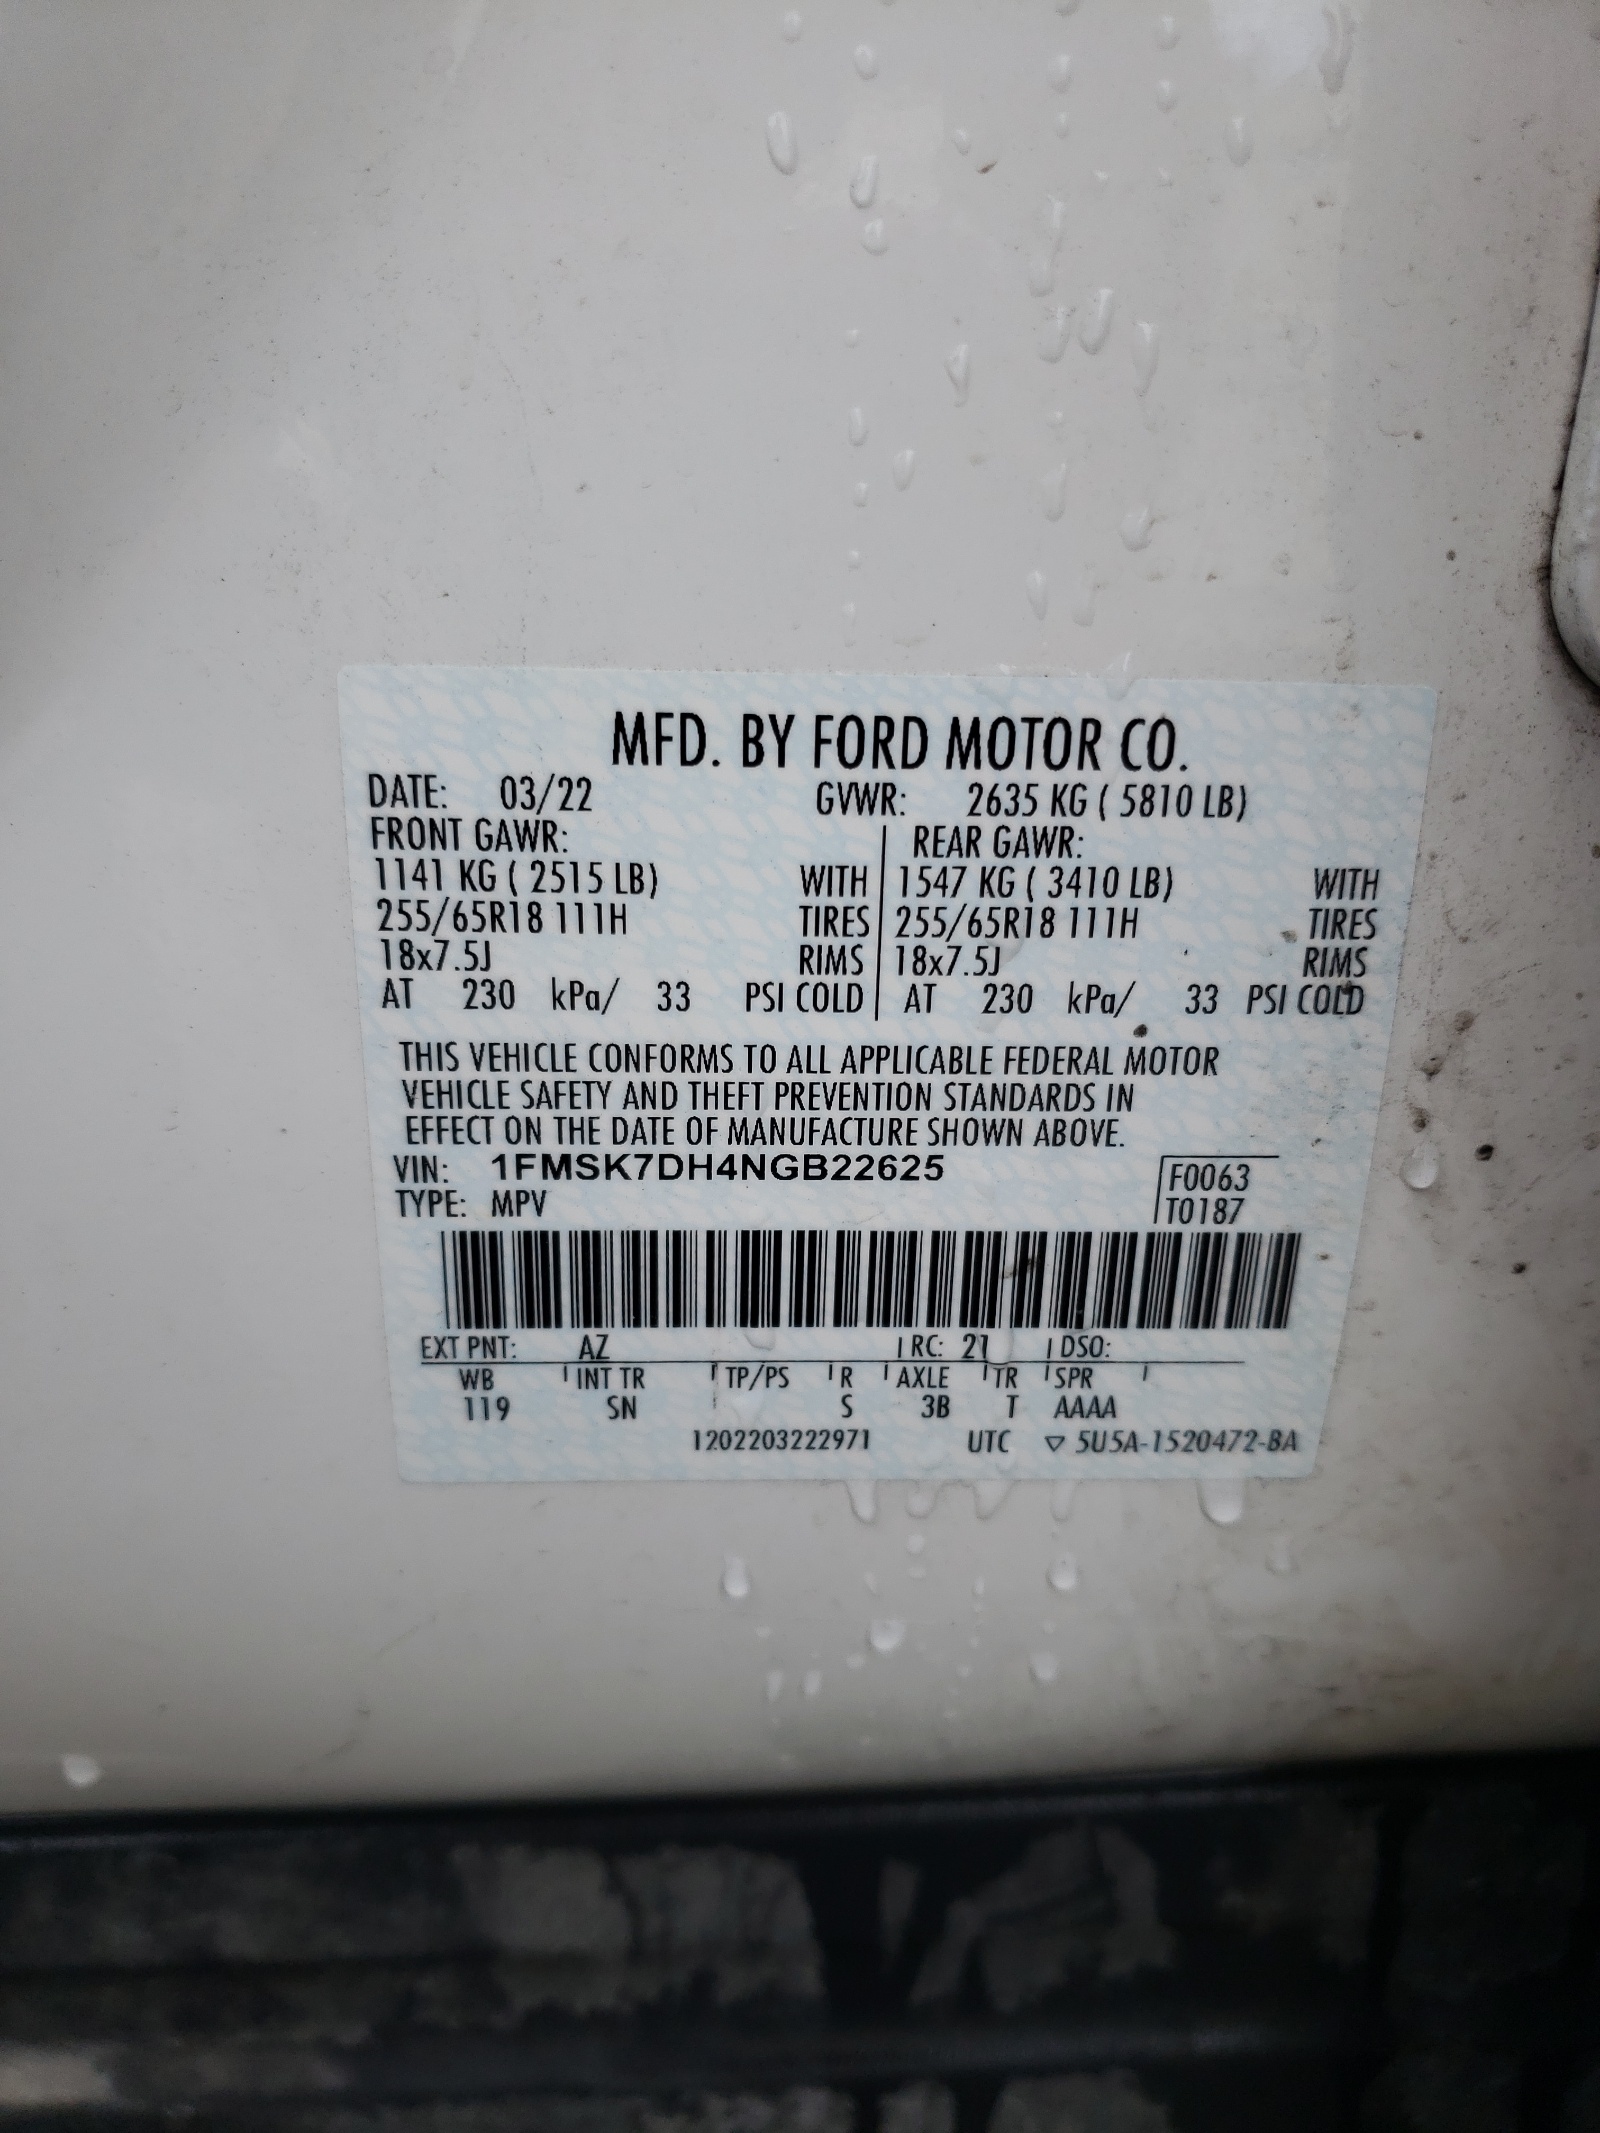 MFD. BY FORD MOTOR CO.
DATE: 03/22 GVWR: 2635 KG ( 5810 LB)
FRONT GAWR: REAR GAWR:
1141 KG ( 2515 LB) WITH 1547 KG ( 3410 LB) WITH
255/65R18 111H TIRES 255/65R18 111H TIRES
18x7.5J RIMS 18x7.5J RIMS
AT 230 kPa/ 33 PSI COLD AT 230 kPa/ 33 PSI COLD
THIS VEHICLE CONFORMS TO ALL APPLICABLE FEDERAL MOTOR
VEHICLE SAFETY AND THEFT PREVENTION STANDARDS IN
EFFECT ON THE DATE OF MANUFACTURE SHOWN ABOVE.
VIN: 1FMSK7DH4NGB22625 F0063
TYPE: MPV T0187
EXT PNT: AZ RC: 21 DSO:
WB INT TR TP/PS R AXLE TR SPR
119 SN S 3B T AAAA
1202203222971 UTC ▽ 5U5A-1520472-BA